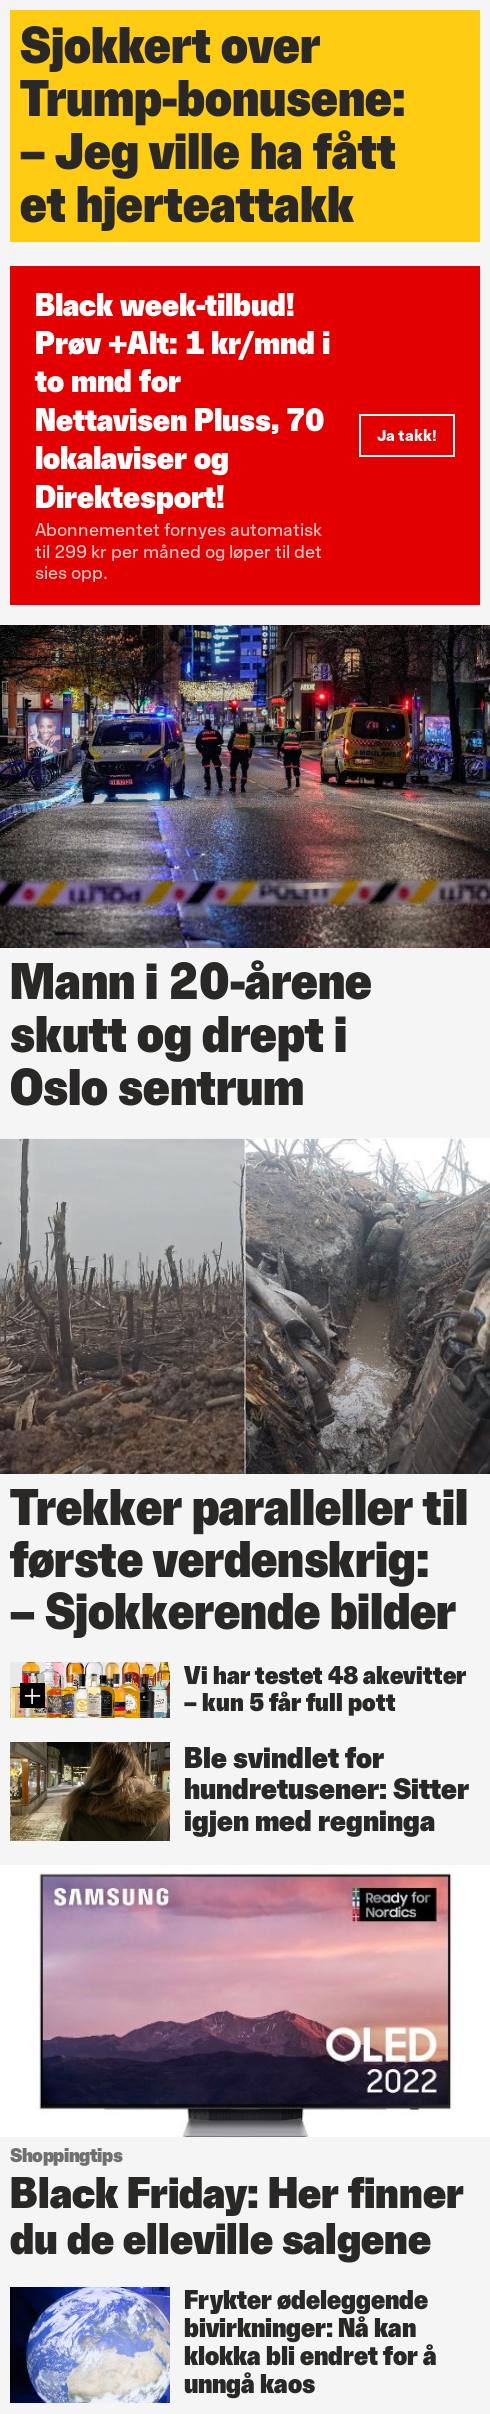 Sjokkert over
Trump-bonusene:
– Jeg ville ha fått
et hjerteattakk
Black week-tilbud!
Prøv +Alt: 1 kr/mnd i
to mnd for
Nettavisen Pluss, 70
lokalaviser og
Direktesport!
Ja takk!
Abonnementet fornyes automatisk
til 299 kr per måned og løper til det
sies opp.
POLITI
Mann i 20-årene
skutt og drept i
Oslo sentrum
Trekker paralleller til
første verdenskrig:
– Sjokkerende bilder
Vi har testet 48 akevitter
– kun 5 får full pott
Ble svindlet for
hundretusener: Sitter
igjen med regninga
SAMSUNG
Ready for
Nordics
OLED
2022
Shoppingtips
Black Friday: Her finner
du de elleville salgene
Frykter ødeleggende
bivirkninger: Nå kan
klokka bli endret for å
unngå kaos